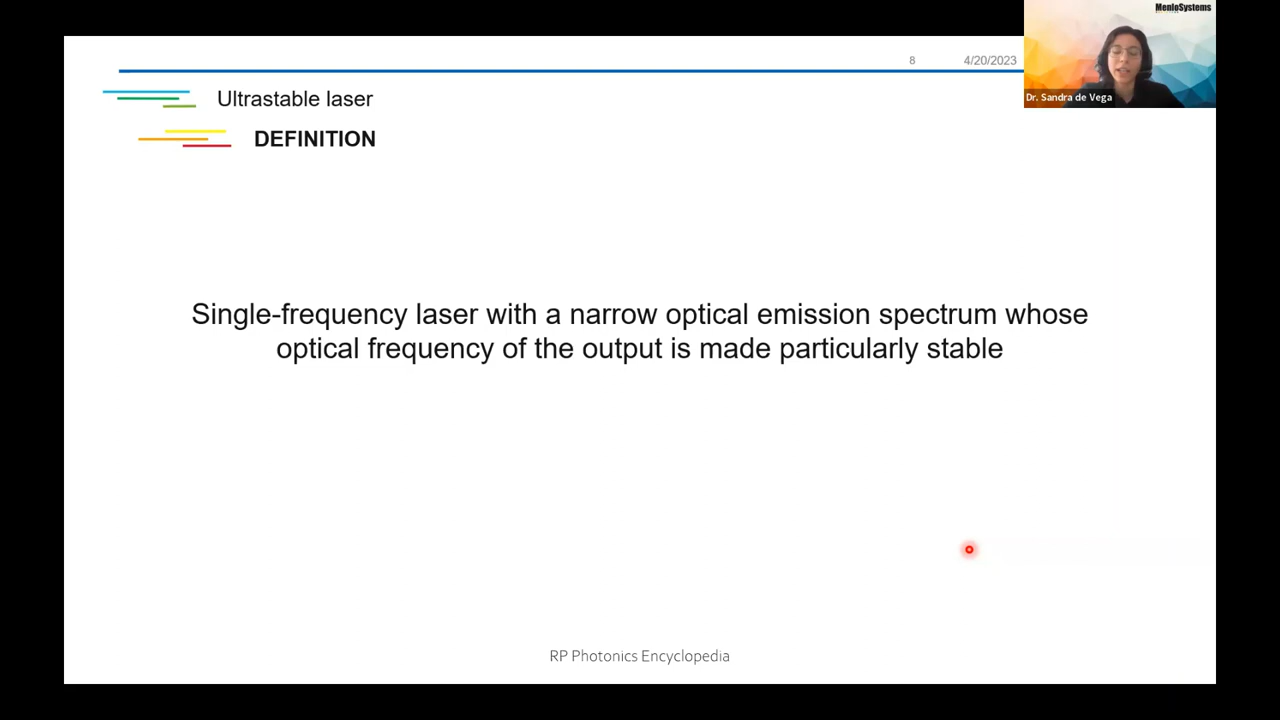 MenloSystems
8 4/20/2023
Dr. Sandra de Vega
Ultrastable laser
DEFINITION
Single-frequency laser with a narrow optical emission spectrum whose
optical frequency of the output is made particularly stable
RP Photonics Encyclopedia